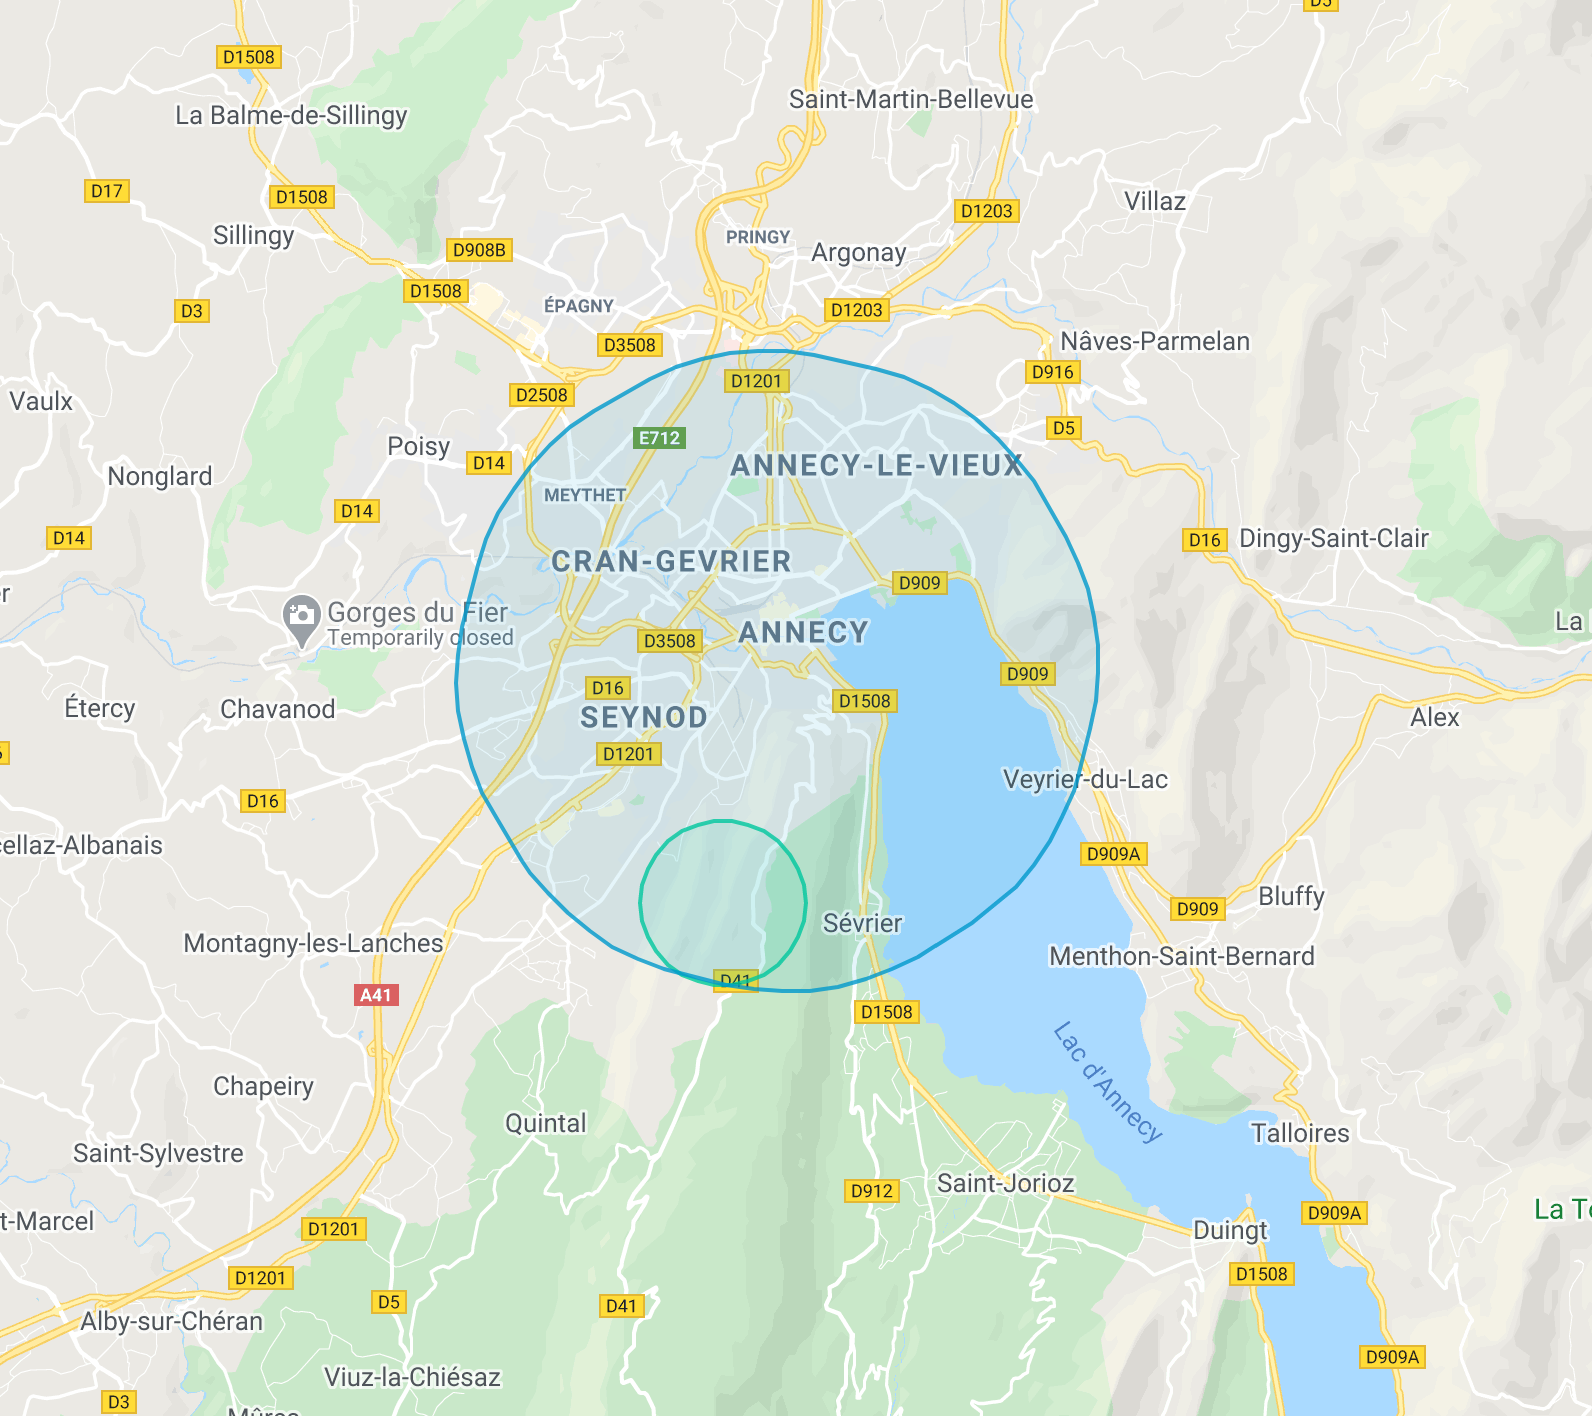 D5
D1508
Saint-Martin-Bellevue
La Balme-de-Sillingy
D17
D1508
Villaz
D1203
Sillingy
PRINGY
D908B
Argonay
D1508
ÉPAGNY
D3
D1203
Nâves-Parmelan
D3508
D916
D1201
D2508
Vaulx
D5
E712
Poisy
D14
ANNECY-LE-VIEUX
Nonglard
MEYTHET
D14
D14
D16
Dingy-Saint-Clair
CRAN-GEVRIER
D909
Gorges du Fier
Temporarily closed
La
ANNECY
D3508
D909
D16
D1508
Étercy
Chavanod
SEYNOD
Alex
D1201
Veyrier-du-Lac
D16
cellaz-Albanais
D909A
Bluffy
D909
Sévrier
Montagny-les-Lanches
Menthon-Saint-Bernard
D41
A41
D1508
Lac d'Annecy
Chapeiry
Quintal
Talloires
Saint-Sylvestre
Saint-Jorioz
D912
t-Marcel
La T
D909A
D1201
Duingt
D1201
D1508
D5
D41
Alby-sur-Chéran
D909A
Viuz-la-Chiésaz
D3
Mûres